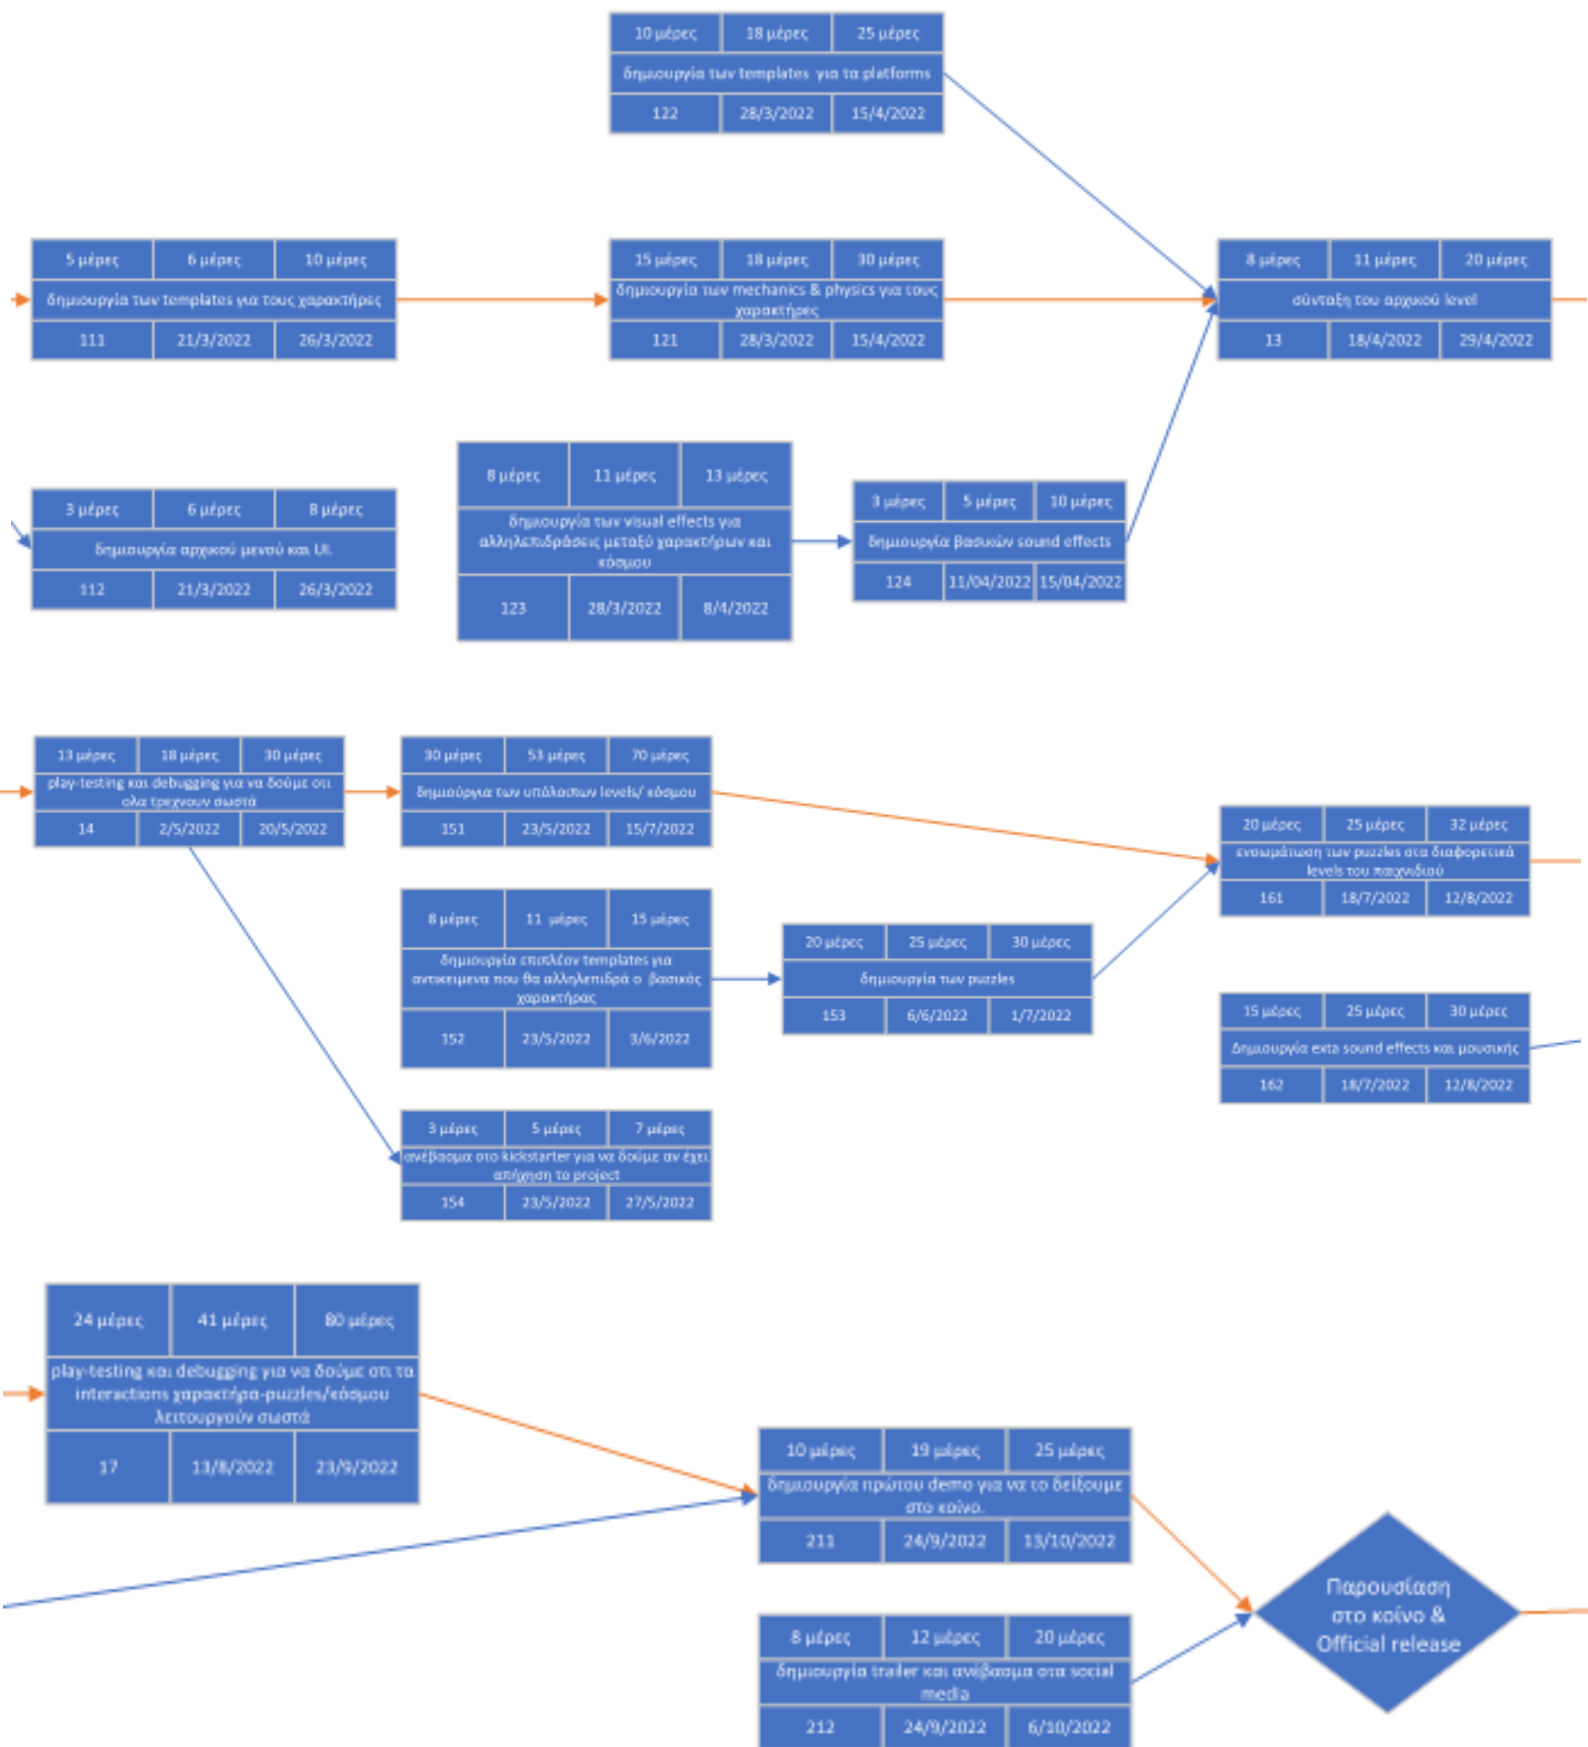 10 μέρες 18 μέρες 25 μέρες
δημιουργία των templates για τα platforms
122 28/3/2022 15/4/2022
5 μέρες 6 μέρες 10 μέρες
δημιουργία των templates για τους χαρακτήρες
111 21/3/2022 26/3/2022
15 μέρες 18 μέρες 30 μέρες
δημιουργία των mechanics & physics για τους
χαρακτήρες
121 28/3/2022 15/4/2022
8 μέρες 11 μέρες 20 μέρες
σύνταξη του αρχικού level
13 18/4/2022 29/4/2022
3 μέρες 6 μέρες 8 μέρες
δημιουργία αρχικού μενού και UI.
112 21/3/2022 26/3/2022
8 μέρες 11 μέρες 13 μέρες
δημιουργία των visual effects για
αλληλεπιδράσεις μεταξύ χαρακτήρων και
κόσμου
123 28/3/2022 8/4/2022
3 μέρες 5 μέρες 10 μέρες
δημιουργία βασικών sound effects
124 11/04/2022 15/04/2022
13 μέρες 18 μέρες 30 μέρες
play-testing και debugging για να δούμε οτι
ολα τρεχνουν σωστά
14 2/5/2022 20/5/2022
30 μέρες 53 μέρες 70 μέρες
δημιούργια των υπόλοιπων levels/ κόσμου
151 23/5/2022 15/7/2022
20 μέρες 25 μέρες 32 μέρες
ενσωμάτωση των puzzles στα διαφορετικά
levels του παιχνιδιού
161 18/7/2022 12/8/2022
8 μέρες 11 μέρες 15 μέρες
δημιουργία επιπλέον templates για
αντικειμενα που θα αλληλεπιδρά ο βασικός
χαρακτήρας
152 23/5/2022 3/6/2022
20 μέρες 25 μέρες 30 μέρες
δημιουργία των puzzles
153 6/6/2022 1/7/2022
15 μέρες 25 μέρες 30 μέρες
Δημιουργία exta sound effects και μουσικής
162 18/7/2022 12/8/2022
3 μέρες 5 μέρες 7 μέρες
ανέβασμα στο kickstarter για να δούμε αν έχει
απήχηση το project
154 23/5/2022 27/5/2022
24 μέρες 41 μέρες 80 μέρες
play-testing και debugging για να δούμε οτι τα
interactions χαρακτήρα-puzzles/κόσμου
λειτουργούν σωστά
17 13/8/2022 23/9/2022
10 μέρες 19 μέρες 25 μέρες
δημιουργία πρώτου demo για να το δείξουμε
στο κοίνο.
211 24/9/2022 13/10/2022
Παρουσίαση
στο κοίνο &
Official release
8 μέρες 12 μέρες 20 μέρες
δημιουργία trailer και ανέβασμα στα social
media
212 24/9/2022 6/10/2022